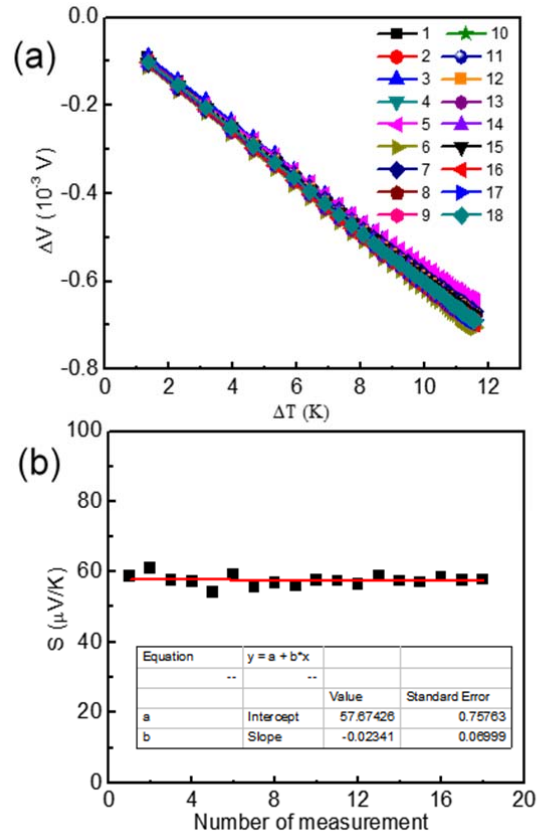 (a)
0.0
-0.2
-0.4
-0.6
-0.8
ΔV (10⁻³ V)
1 10
2 11
3 12
4 13
5 14
6 15
7 16
8 17
9 18
0 2 4 6 8 10 12
ΔT (K)
(b)
100
80
60
40
20
0
S (μV/K)
Equation y = a + b*x
-- --
Value Standard Error
a Intercept 57.67426 0.75763
b Slope -0.02341 0.06999
0 4 8 12 16 20
Number of measurement